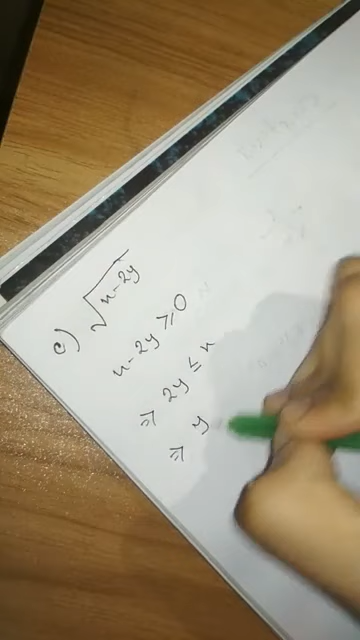 c) √x-2y
x-2y ≥ 0
⇒ 2y ≤ x
⇒ y